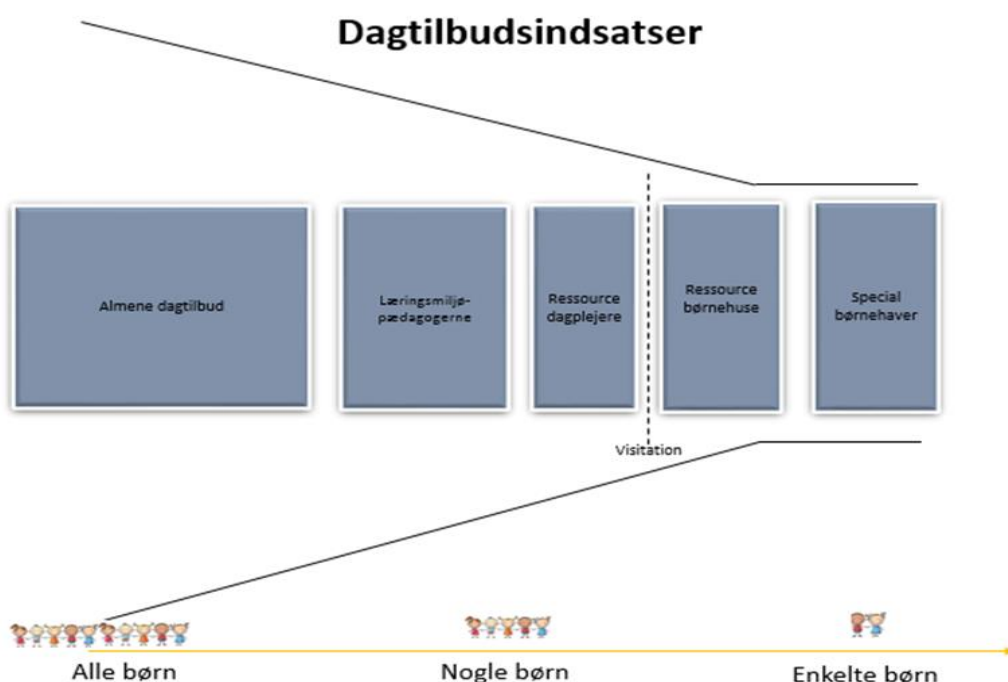 Dagtilbudsindsatser
Almene dagtilbud
Læringsmiljø-
pædagogerne
Ressource
dagplejere
Ressource
børnehuse
Special
børnehaver
Visitation
Alle børn
Nogle børn
Enkelte børn